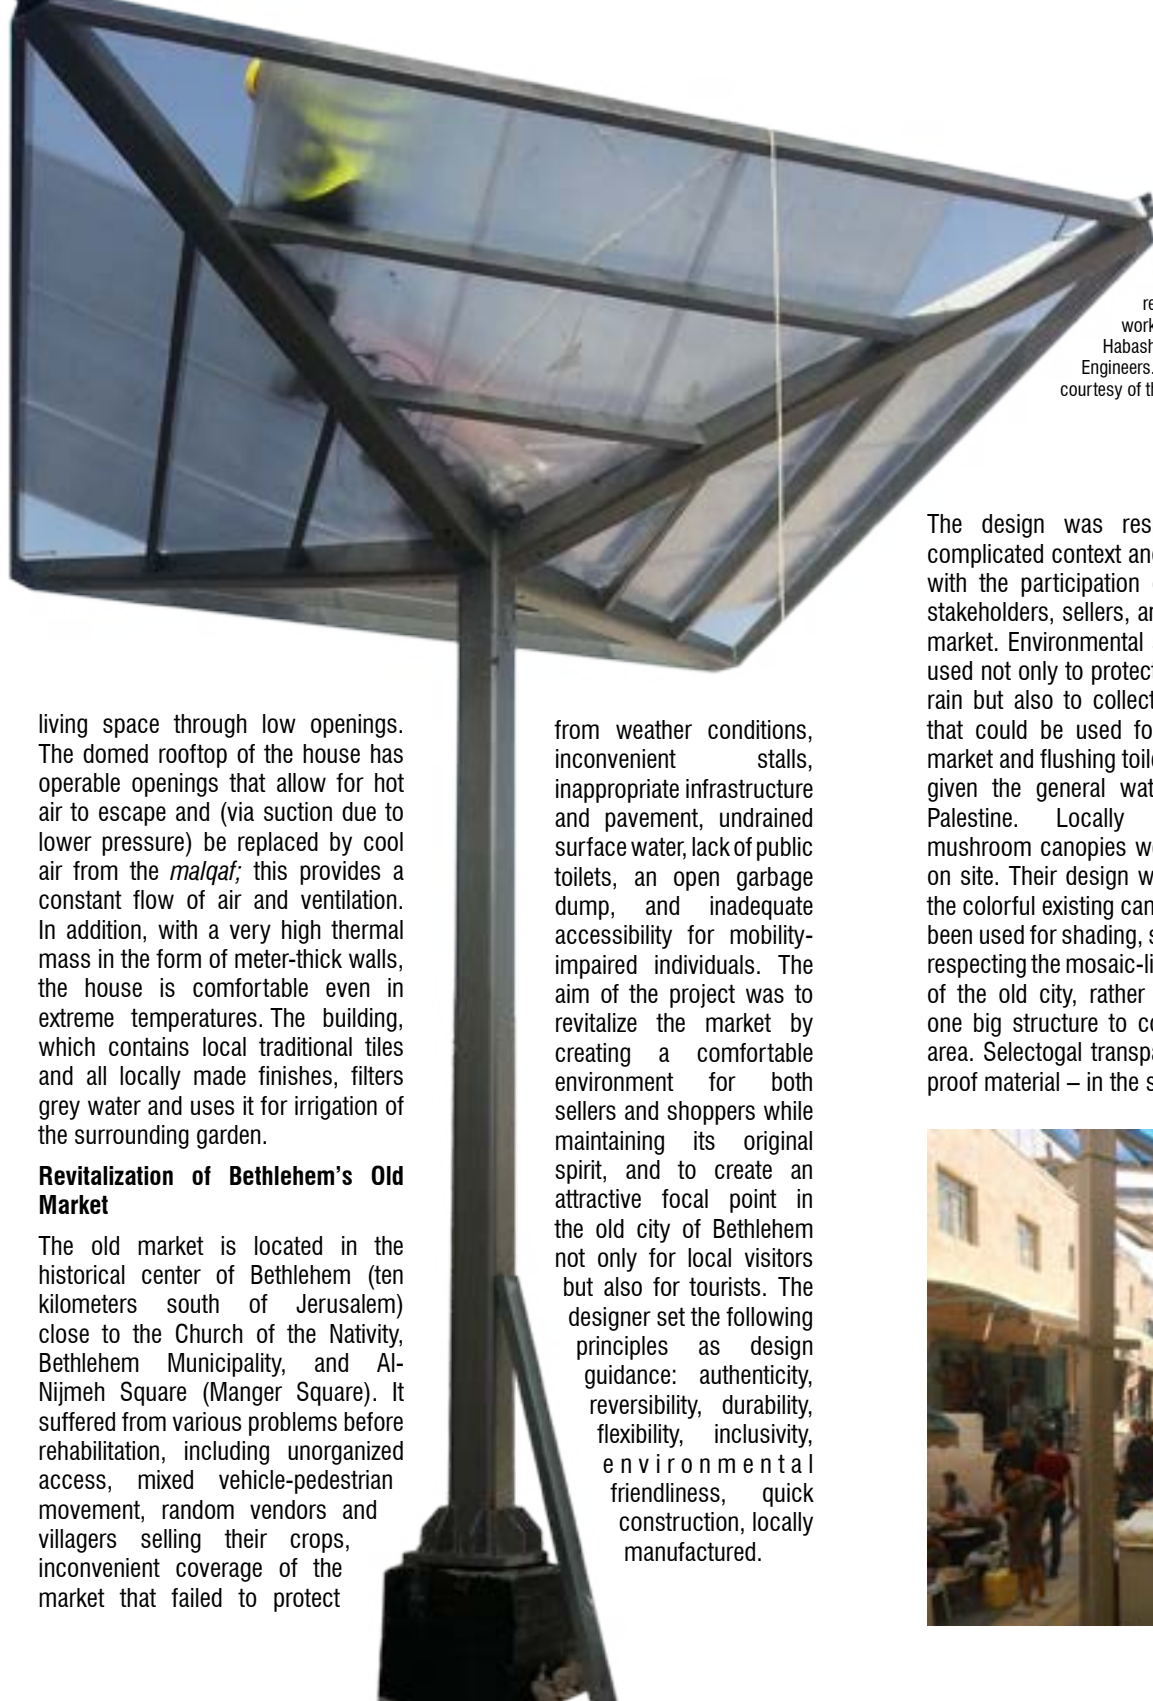 living space through low openings.
The domed rooftop of the house has
operable openings that allow for hot
air to escape and (via suction due to
lower pressure) be replaced by cool
air from the malqaf; this provides a
constant flow of air and ventilation.
In addition, with a very high thermal
mass in the form of meter-thick walls,
the house is comfortable even in
extreme temperatures. The building,
which contains local traditional tiles
and all locally made finishes, filters
grey water and uses it for irrigation of
the surrounding garden.
Revitalization of Bethlehem's Old
Market
The old market is located in the
historical center of Bethlehem (ten
kilometers south of Jerusalem)
close to the Church of the Nativity,
Bethlehem Municipality, and Al-
Nijmeh Square (Manger Square). It
suffered from various problems before
rehabilitation, including unorganized
access, mixed vehicle-pedestrian
movement, random vendors and
villagers selling their crops,
inconvenient coverage of the
market that failed to protect
from weather conditions,
inconvenient stalls,
inappropriate infrastructure
and pavement, undrained
surface water, lack of public
toilets, an open garbage
dump, and inadequate
accessibility for mobility-
impaired individuals. The
aim of the project was to
revitalize the market by
creating a comfortable
environment for both
sellers and shoppers while
maintaining its original
spirit, and to create an
attractive focal point in
the old city of Bethlehem
not only for local visitors
but also for tourists. The
designer set the following
principles as design
guidance: authenticity,
reversibility, durability,
flexibility, inclusivity,
environmental
friendliness, quick
construction, locally
manufactured.
re
work
Habash
Engineers.
courtesy of th
The design was res
complicated context and
with the participation
stakeholders, sellers, an
market. Environmental
used not only to protect
rain but also to collect
that could be used fo
market and flushing toile
given the general wat
Palestine. Locally
mushroom canopies we
on site. Their design w
the colorful existing can
been used for shading, s
respecting the mosaic-li
of the old city, rather
one big structure to co
area. Selectogal transpa
proof material – in the s